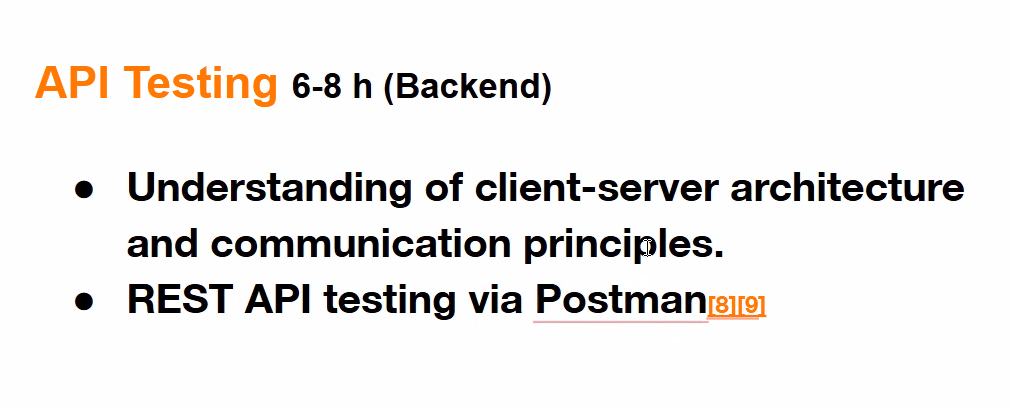 API Testing 6-8 h (Backend)
● Understanding of client-server architecture
and communication principles.
● REST API testing via Postman[8][9]